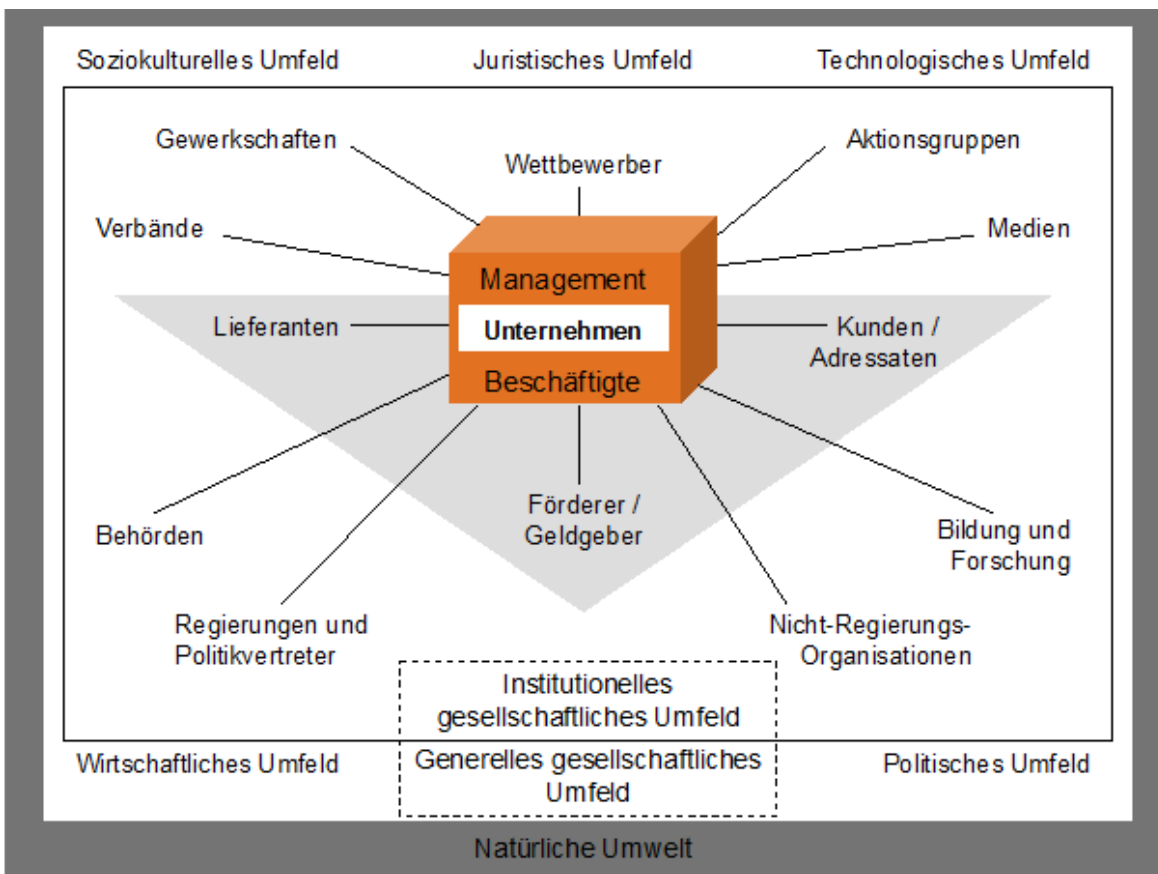 Soziokulturelles Umfeld
Juristisches Umfeld
Technologisches Umfeld
Gewerkschaften
Wettbewerber
Aktionsgruppen
Verbände
Medien
Management
Lieferanten
Unternehmen
Kunden /
Adressaten
Beschäftigte
Behörden
Förderer /
Geldgeber
Bildung und
Forschung
Regierungen und
Politikvertreter
Nicht-Regierungs-
Organisationen
Institutionelles
gesellschaftliches Umfeld
Wirtschaftliches Umfeld
Generelles gesellschaftliches
Umfeld
Politisches Umfeld
Natürliche Umwelt